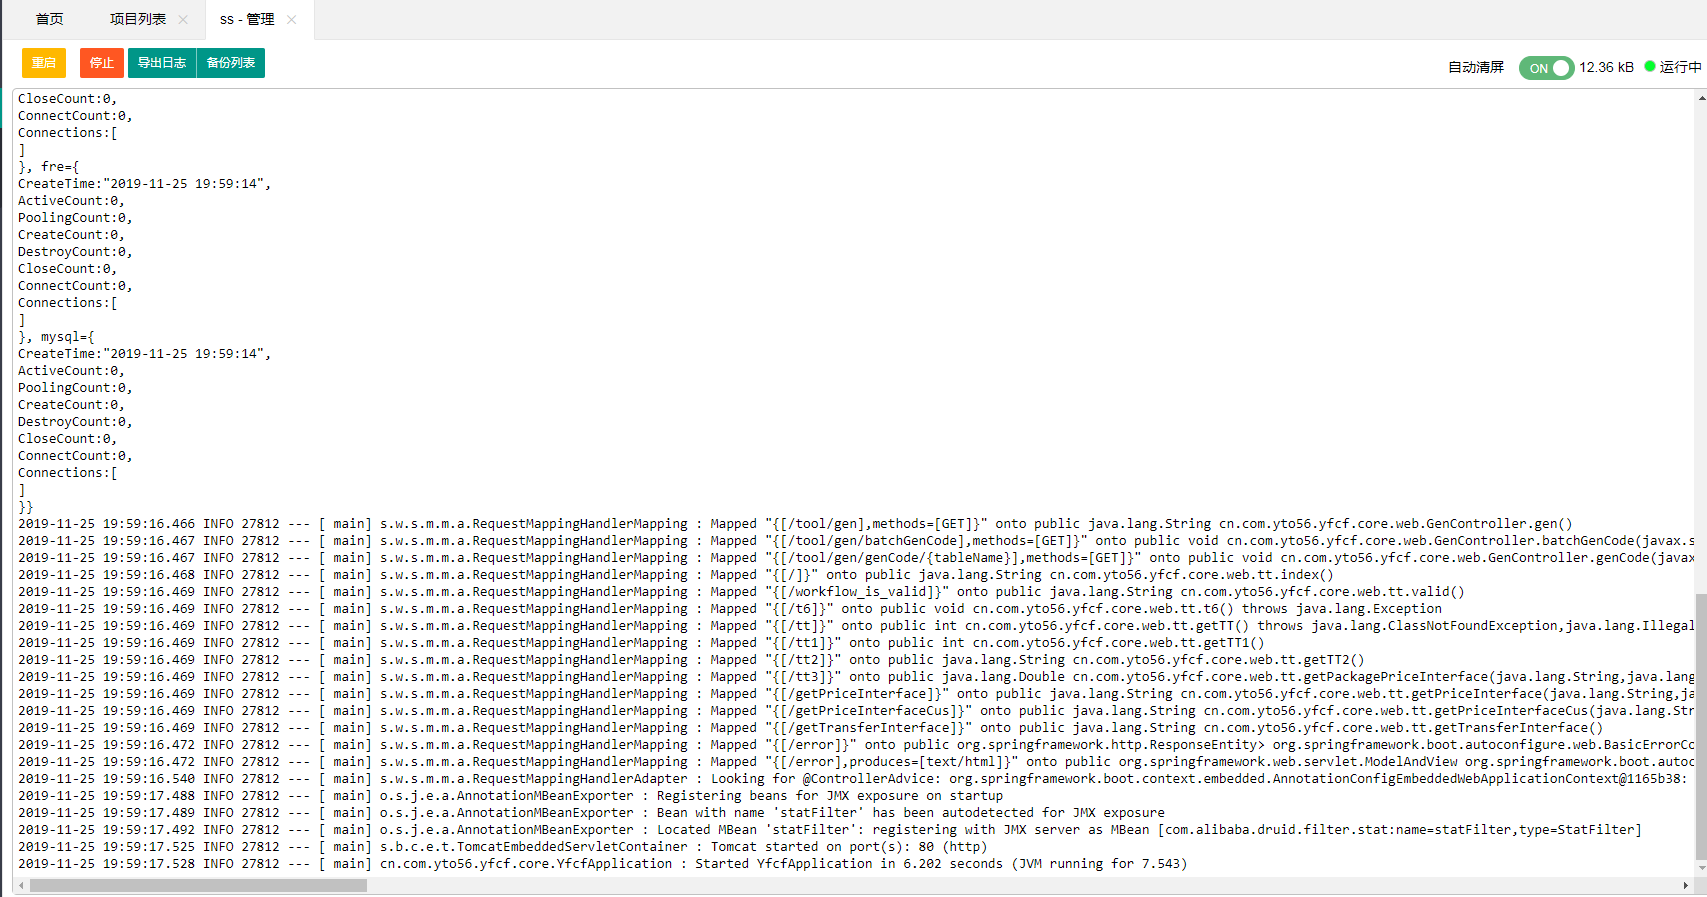 首页 项目列表 ss - 管理
重启 停止 导出日志 备份列表 自动清屏 ON 12.36 kB 运行中
CloseCount:0,
ConnectCount:0,
Connections:[
]
}, fre={
CreateTime:"2019-11-25 19:59:14",
ActiveCount:0,
PoolingCount:0,
CreateCount:0,
DestroyCount:0,
CloseCount:0,
ConnectCount:0,
Connections:[
]
}, mysql={
CreateTime:"2019-11-25 19:59:14",
ActiveCount:0,
PoolingCount:0,
CreateCount:0,
DestroyCount:0,
CloseCount:0,
ConnectCount:0,
Connections:[
]
}}
2019-11-25 19:59:16.466 INFO 27812 --- [ main] s.w.s.m.m.a.RequestMappingHandlerMapping : Mapped "{[/tool/gen],methods=[GET]}" onto public java.lang.String cn.com.yto56.yfcf.core.web.GenController.gen()
2019-11-25 19:59:16.467 INFO 27812 --- [ main] s.w.s.m.m.a.RequestMappingHandlerMapping : Mapped "{[/tool/gen/batchGenCode],methods=[GET]}" onto public void cn.com.yto56.yfcf.core.web.GenController.batchGenCode(javax.s
2019-11-25 19:59:16.467 INFO 27812 --- [ main] s.w.s.m.m.a.RequestMappingHandlerMapping : Mapped "{[/tool/gen/genCode/{tableName}],methods=[GET]}" onto public void cn.com.yto56.yfcf.core.web.GenController.genCode(javax
2019-11-25 19:59:16.468 INFO 27812 --- [ main] s.w.s.m.m.a.RequestMappingHandlerMapping : Mapped "{[/]}" onto public java.lang.String cn.com.yto56.yfcf.core.web.tt.index()
2019-11-25 19:59:16.469 INFO 27812 --- [ main] s.w.s.m.m.a.RequestMappingHandlerMapping : Mapped "{[/workflow_is_valid]}" onto public java.lang.String cn.com.yto56.yfcf.core.web.tt.valid()
2019-11-25 19:59:16.469 INFO 27812 --- [ main] s.w.s.m.m.a.RequestMappingHandlerMapping : Mapped "{[/t6]}" onto public void cn.com.yto56.yfcf.core.web.tt.t6() throws java.lang.Exception
2019-11-25 19:59:16.469 INFO 27812 --- [ main] s.w.s.m.m.a.RequestMappingHandlerMapping : Mapped "{[/tt]}" onto public int cn.com.yto56.yfcf.core.web.tt.getTT() throws java.lang.ClassNotFoundException,java.lang.Illegal
2019-11-25 19:59:16.469 INFO 27812 --- [ main] s.w.s.m.m.a.RequestMappingHandlerMapping : Mapped "{[/tt1]}" onto public int cn.com.yto56.yfcf.core.web.tt.getTT1()
2019-11-25 19:59:16.469 INFO 27812 --- [ main] s.w.s.m.m.a.RequestMappingHandlerMapping : Mapped "{[/tt2]}" onto public java.lang.String cn.com.yto56.yfcf.core.web.tt.getTT2()
2019-11-25 19:59:16.469 INFO 27812 --- [ main] s.w.s.m.m.a.RequestMappingHandlerMapping : Mapped "{[/tt3]}" onto public java.lang.Double cn.com.yto56.yfcf.core.web.tt.getPackagePriceInterface(java.lang.String,java.lang
2019-11-25 19:59:16.469 INFO 27812 --- [ main] s.w.s.m.m.a.RequestMappingHandlerMapping : Mapped "{[/getPriceInterface]}" onto public java.lang.String cn.com.yto56.yfcf.core.web.tt.getPriceInterface(java.lang.String,ja
2019-11-25 19:59:16.469 INFO 27812 --- [ main] s.w.s.m.m.a.RequestMappingHandlerMapping : Mapped "{[/getPriceInterfaceCus]}" onto public java.lang.String cn.com.yto56.yfcf.core.web.tt.getPriceInterfaceCus(java.lang.Str
2019-11-25 19:59:16.469 INFO 27812 --- [ main] s.w.s.m.m.a.RequestMappingHandlerMapping : Mapped "{[/getTransferInterface]}" onto public java.lang.String cn.com.yto56.yfcf.core.web.tt.getTransferInterface()
2019-11-25 19:59:16.472 INFO 27812 --- [ main] s.w.s.m.m.a.RequestMappingHandlerMapping : Mapped "{[/error]}" onto public org.springframework.http.ResponseEntity> org.springframework.boot.autoconfigure.web.BasicErrorCo
2019-11-25 19:59:16.472 INFO 27812 --- [ main] s.w.s.m.m.a.RequestMappingHandlerMapping : Mapped "{[/error],produces=[text/html]}" onto public org.springframework.web.servlet.ModelAndView org.springframework.boot.autoc
2019-11-25 19:59:16.540 INFO 27812 --- [ main] s.w.s.m.m.a.RequestMappingHandlerAdapter : Looking for @ControllerAdvice: org.springframework.boot.context.embedded.AnnotationConfigEmbeddedWebApplicationContext@1165b38:
2019-11-25 19:59:17.488 INFO 27812 --- [ main] o.s.j.e.a.AnnotationMBeanExporter : Registering beans for JMX exposure on startup
2019-11-25 19:59:17.489 INFO 27812 --- [ main] o.s.j.e.a.AnnotationMBeanExporter : Bean with name 'statFilter' has been autodetected for JMX exposure
2019-11-25 19:59:17.492 INFO 27812 --- [ main] o.s.j.e.a.AnnotationMBeanExporter : Located MBean 'statFilter': registering with JMX server as MBean [com.alibaba.druid.filter.stat:name=statFilter,type=StatFilter]
2019-11-25 19:59:17.525 INFO 27812 --- [ main] s.b.c.e.t.TomcatEmbeddedServletContainer : Tomcat started on port(s): 80 (http)
2019-11-25 19:59:17.528 INFO 27812 --- [ main] cn.com.yto56.yfcf.core.YfcfApplication : Started YfcfApplication in 6.202 seconds (JVM running for 7.543)